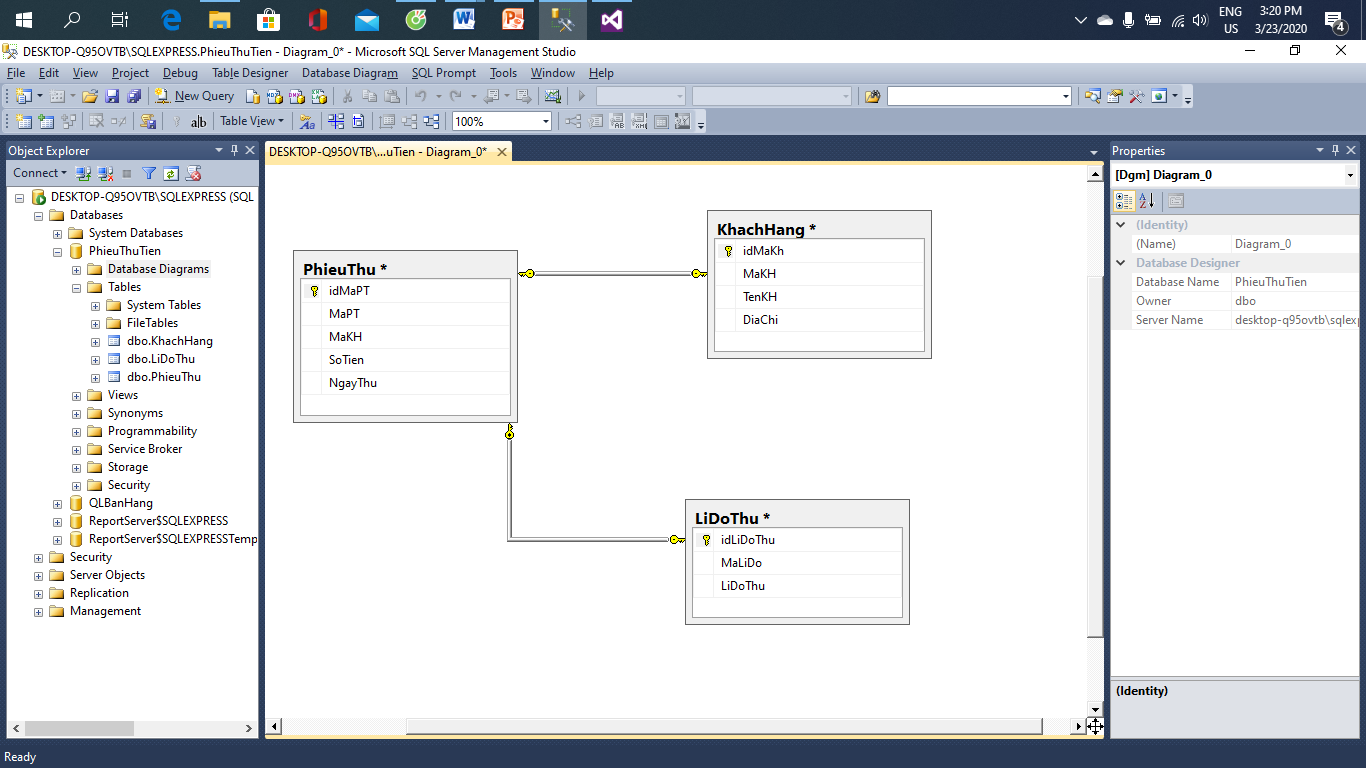 ENG
US
3:20 PM
3/23/2020
4
DESKTOP-Q95OVTB\SQLEXPRESS.PhieuThuTien - Diagram_0* - Microsoft SQL Server Management Studio
File Edit View Project Debug Table Designer Database Diagram SQL Prompt Tools Window Help
New Query
Table View 100%
Object Explorer
Connect
DESKTOP-Q95OVTB\SQLEXPRESS (SQL
Databases
System Databases
PhieuThuTien
Database Diagrams
Tables
System Tables
FileTables
dbo.KhachHang
dbo.LiDoThu
dbo.PhieuThu
Views
Synonyms
Programmability
Service Broker
Storage
Security
QLBanHang
ReportServer$SQLEXPRESS
ReportServer$SQLEXPRESSTemp
Security
Server Objects
Replication
Management
DESKTOP-Q95OVTB\...uTien - Diagram_0*
PhieuThu *
idMaPT
MaPT
MaKH
SoTien
NgayThu
KhachHang *
idMaKh
MaKH
TenKH
DiaChi
LiDoThu *
idLiDoThu
MaLiDo
LiDoThu
Properties
[Dgm] Diagram_0
(Identity)
(Name) Diagram_0
Database Designer
Database Name PhieuThuTien
Owner dbo
Server Name desktop-q95ovtb\sqlexp
(Identity)
Ready